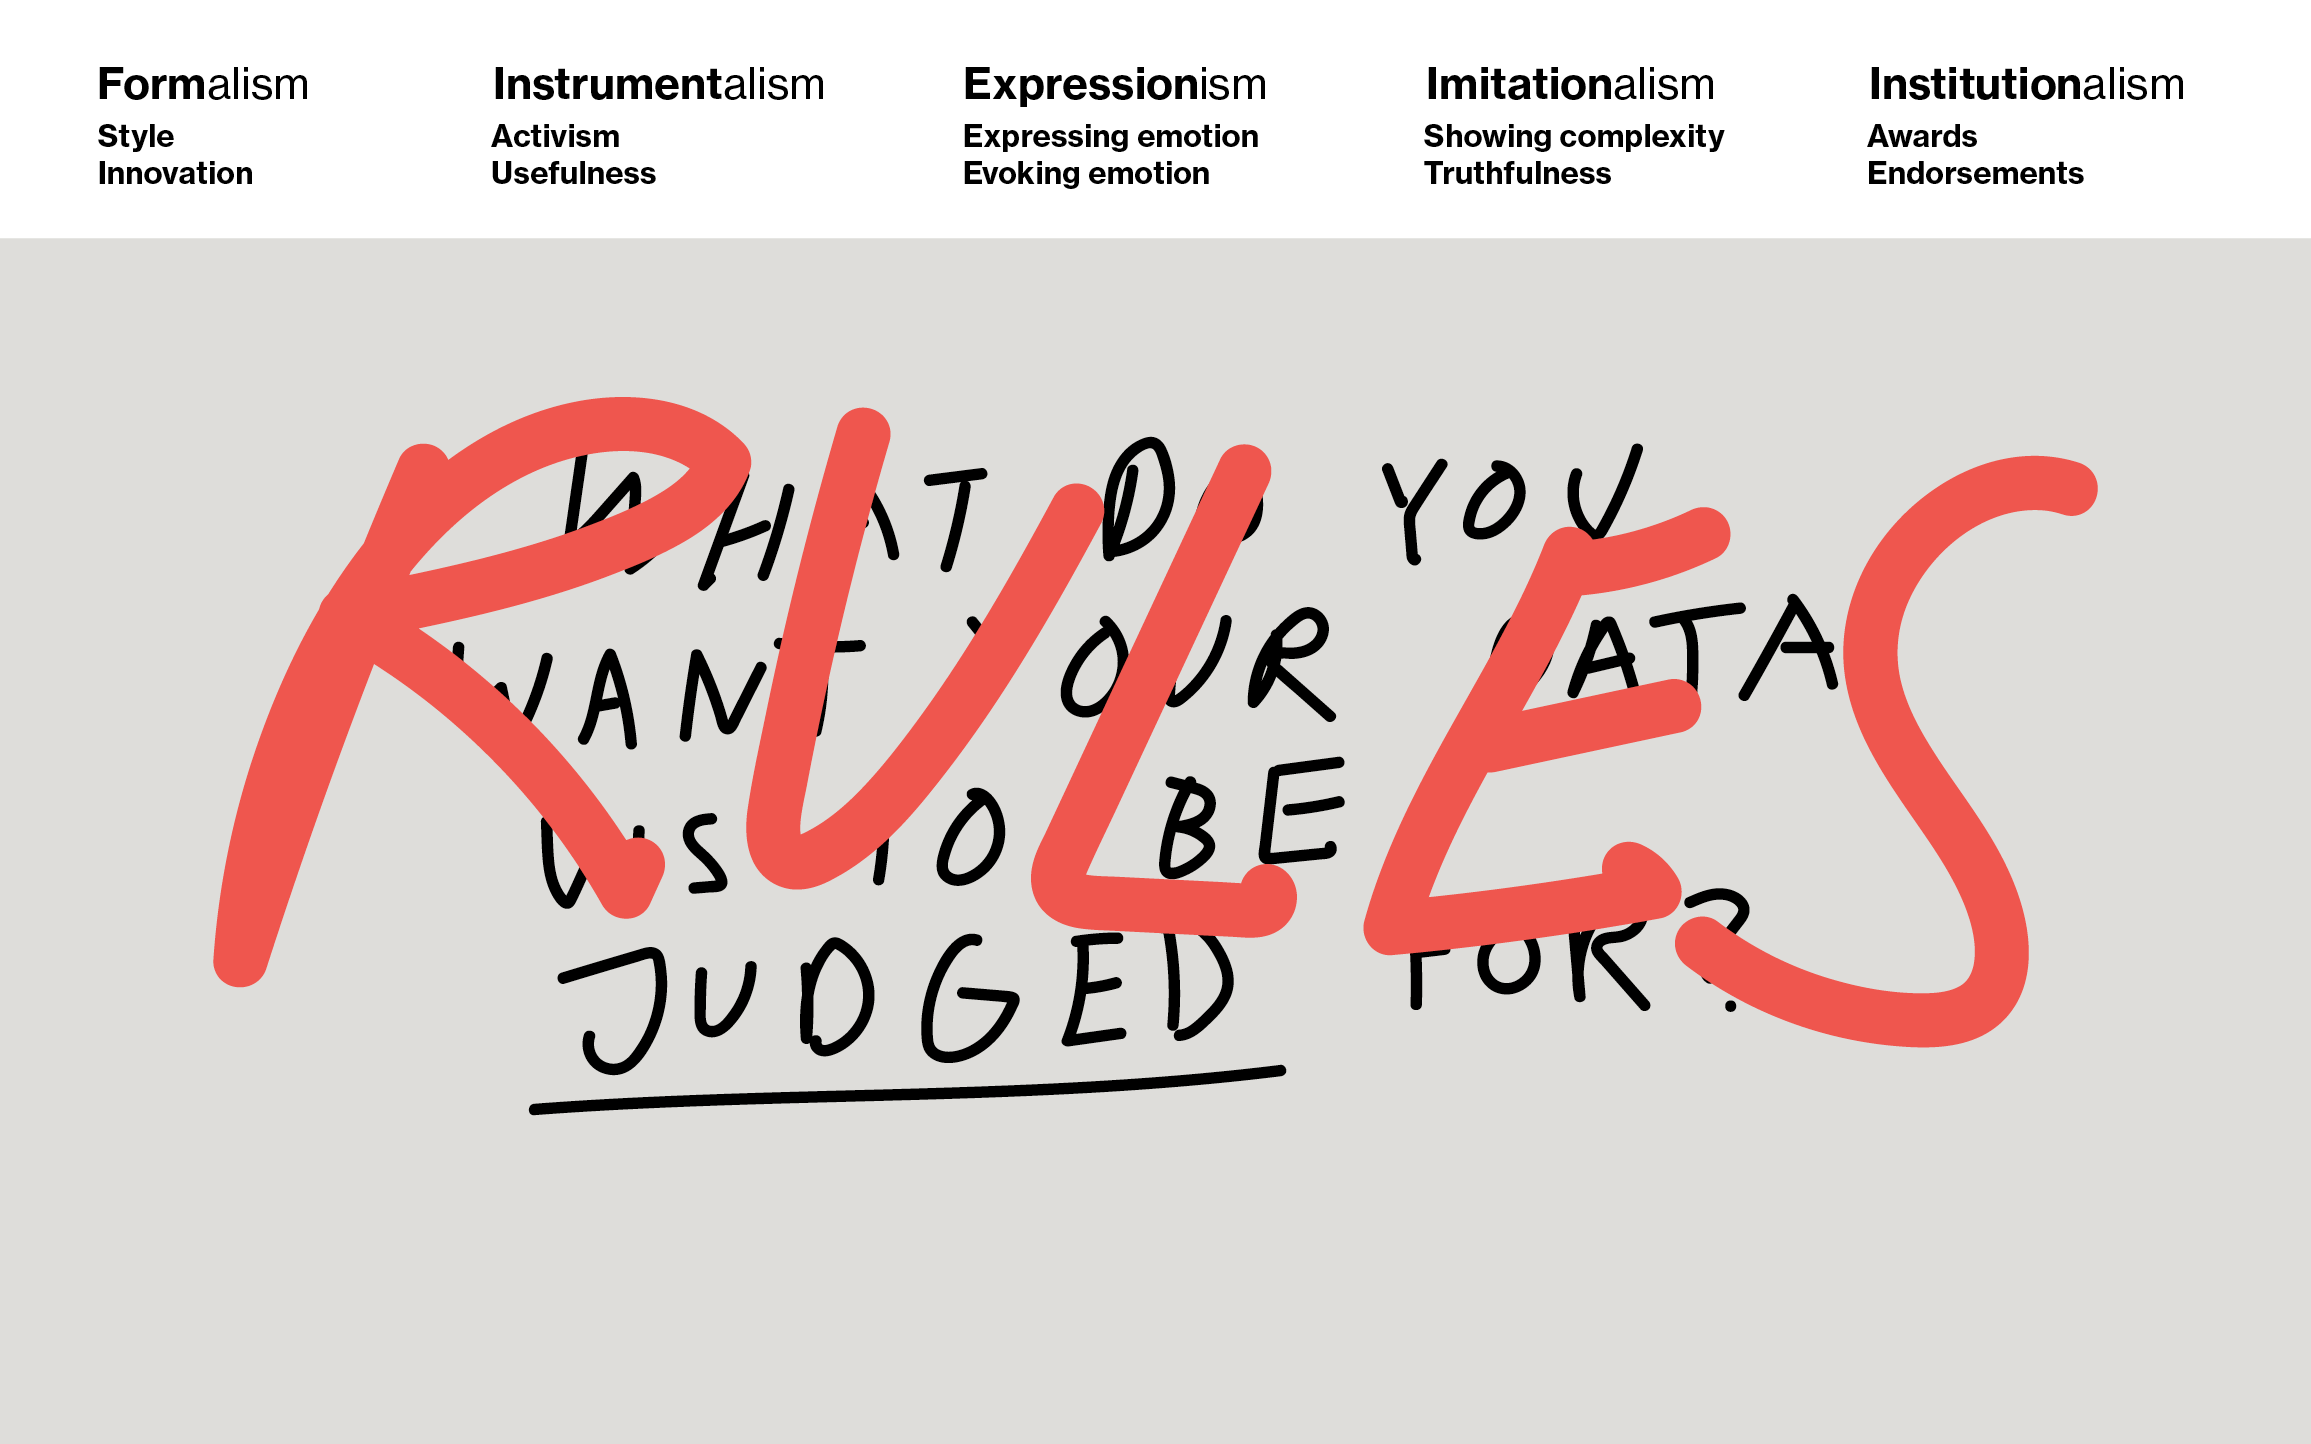 Formalism Instrumentalism Expressionism Imitationalism Institutionalism
Style Activism Expressing emotion Showing complexity Awards
Innovation Usefulness Evoking emotion Truthfulness Endorsements
RULES
WHAT DO YOU
WANT YOUR DATA
US TO BE
JUDGED FOR?